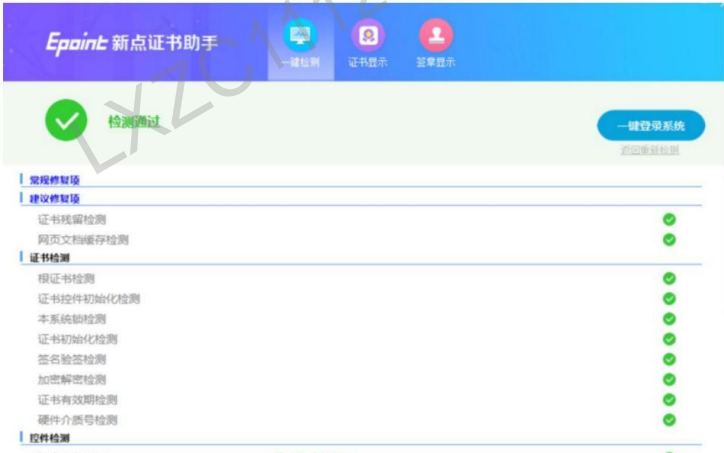 Epoint 新点证书助手
一键检测 证书显示 签章显示
检测通过
一键登录系统
返回重新检测
常规修复项
建议修复项
证书残留检测
网页文档缓存检测
证书检测
根证书检测
证书控件初始化检测
本系统锁检测
证书初始化检测
签名验签检测
加密解密检测
证书有效期检测
硬件介质号检测
控件检测